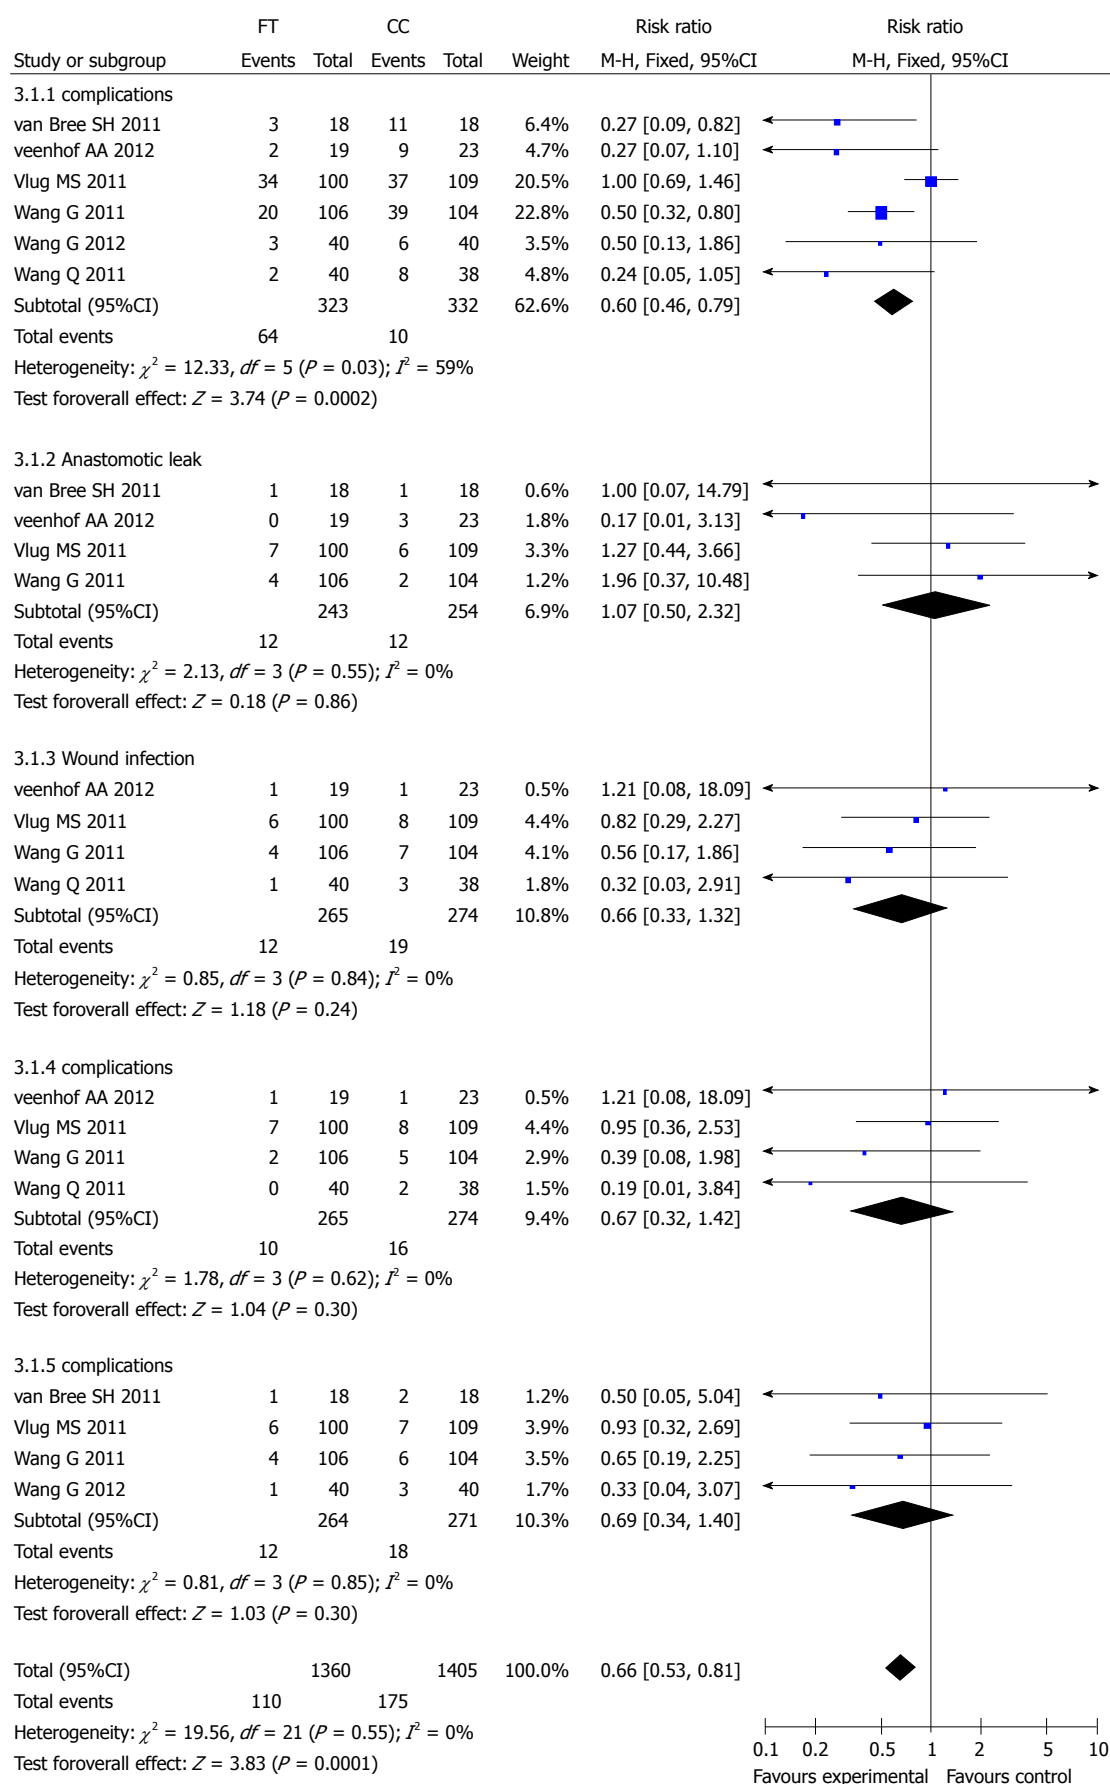 FT CC Risk ratio Risk ratio
Study or subgroup Events Total Events Total Weight M-H, Fixed, 95%CI M-H, Fixed, 95%CI
3.1.1 complications
van Bree SH 2011 3 18 11 18 6.4% 0.27 [0.09, 0.82]
veenhof AA 2012 2 19 9 23 4.7% 0.27 [0.07, 1.10]
Vlug MS 2011 34 100 37 109 20.5% 1.00 [0.69, 1.46]
Wang G 2011 20 106 39 104 22.8% 0.50 [0.32, 0.80]
Wang G 2012 3 40 6 40 3.5% 0.50 [0.13, 1.86]
Wang Q 2011 2 40 8 38 4.8% 0.24 [0.05, 1.05]
Subtotal (95%CI) 323 332 62.6% 0.60 [0.46, 0.79]
Total events 64 10
Heterogeneity: χ² = 12.33, df = 5 (P = 0.03); I² = 59%
Test foroverall effect: Z = 3.74 (P = 0.0002)
3.1.2 Anastomotic leak
van Bree SH 2011 1 18 1 18 0.6% 1.00 [0.07, 14.79]
veenhof AA 2012 0 19 3 23 1.8% 0.17 [0.01, 3.13]
Vlug MS 2011 7 100 6 109 3.3% 1.27 [0.44, 3.66]
Wang G 2011 4 106 2 104 1.2% 1.96 [0.37, 10.48]
Subtotal (95%CI) 243 254 6.9% 1.07 [0.50, 2.32]
Total events 12 12
Heterogeneity: χ² = 2.13, df = 3 (P = 0.55); I² = 0%
Test foroverall effect: Z = 0.18 (P = 0.86)
3.1.3 Wound infection
veenhof AA 2012 1 19 1 23 0.5% 1.21 [0.08, 18.09]
Vlug MS 2011 6 100 8 109 4.4% 0.82 [0.29, 2.27]
Wang G 2011 4 106 7 104 4.1% 0.56 [0.17, 1.86]
Wang Q 2011 1 40 3 38 1.8% 0.32 [0.03, 2.91]
Subtotal (95%CI) 265 274 10.8% 0.66 [0.33, 1.32]
Total events 12 19
Heterogeneity: χ² = 0.85, df = 3 (P = 0.84); I² = 0%
Test foroverall effect: Z = 1.18 (P = 0.24)
3.1.4 complications
veenhof AA 2012 1 19 1 23 0.5% 1.21 [0.08, 18.09]
Vlug MS 2011 7 100 8 109 4.4% 0.95 [0.36, 2.53]
Wang G 2011 2 106 5 104 2.9% 0.39 [0.08, 1.98]
Wang Q 2011 0 40 2 38 1.5% 0.19 [0.01, 3.84]
Subtotal (95%CI) 265 274 9.4% 0.67 [0.32, 1.42]
Total events 10 16
Heterogeneity: χ² = 1.78, df = 3 (P = 0.62); I² = 0%
Test foroverall effect: Z = 1.04 (P = 0.30)
3.1.5 complications
van Bree SH 2011 1 18 2 18 1.2% 0.50 [0.05, 5.04]
Vlug MS 2011 6 100 7 109 3.9% 0.93 [0.32, 2.69]
Wang G 2011 4 106 6 104 3.5% 0.65 [0.19, 2.25]
Wang G 2012 1 40 3 40 1.7% 0.33 [0.04, 3.07]
Subtotal (95%CI) 264 271 10.3% 0.69 [0.34, 1.40]
Total events 12 18
Heterogeneity: χ² = 0.81, df = 3 (P = 0.85); I² = 0%
Test foroverall effect: Z = 1.03 (P = 0.30)
Total (95%CI) 1360 1405 100.0% 0.66 [0.53, 0.81]
Total events 110 175
Heterogeneity: χ² = 19.56, df = 21 (P = 0.55); I² = 0%
Test foroverall effect: Z = 3.83 (P = 0.0001)
0.1 0.2 0.5 1 2 5 10
Favours experimental Favours control